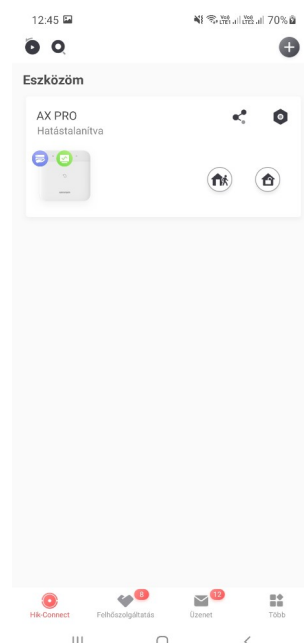 12:45
70%
Eszközöm
AX PRO
Hatástalanítva
8
12
Hik-Connect
Felhőszolgáltatás
Üzenet
Több